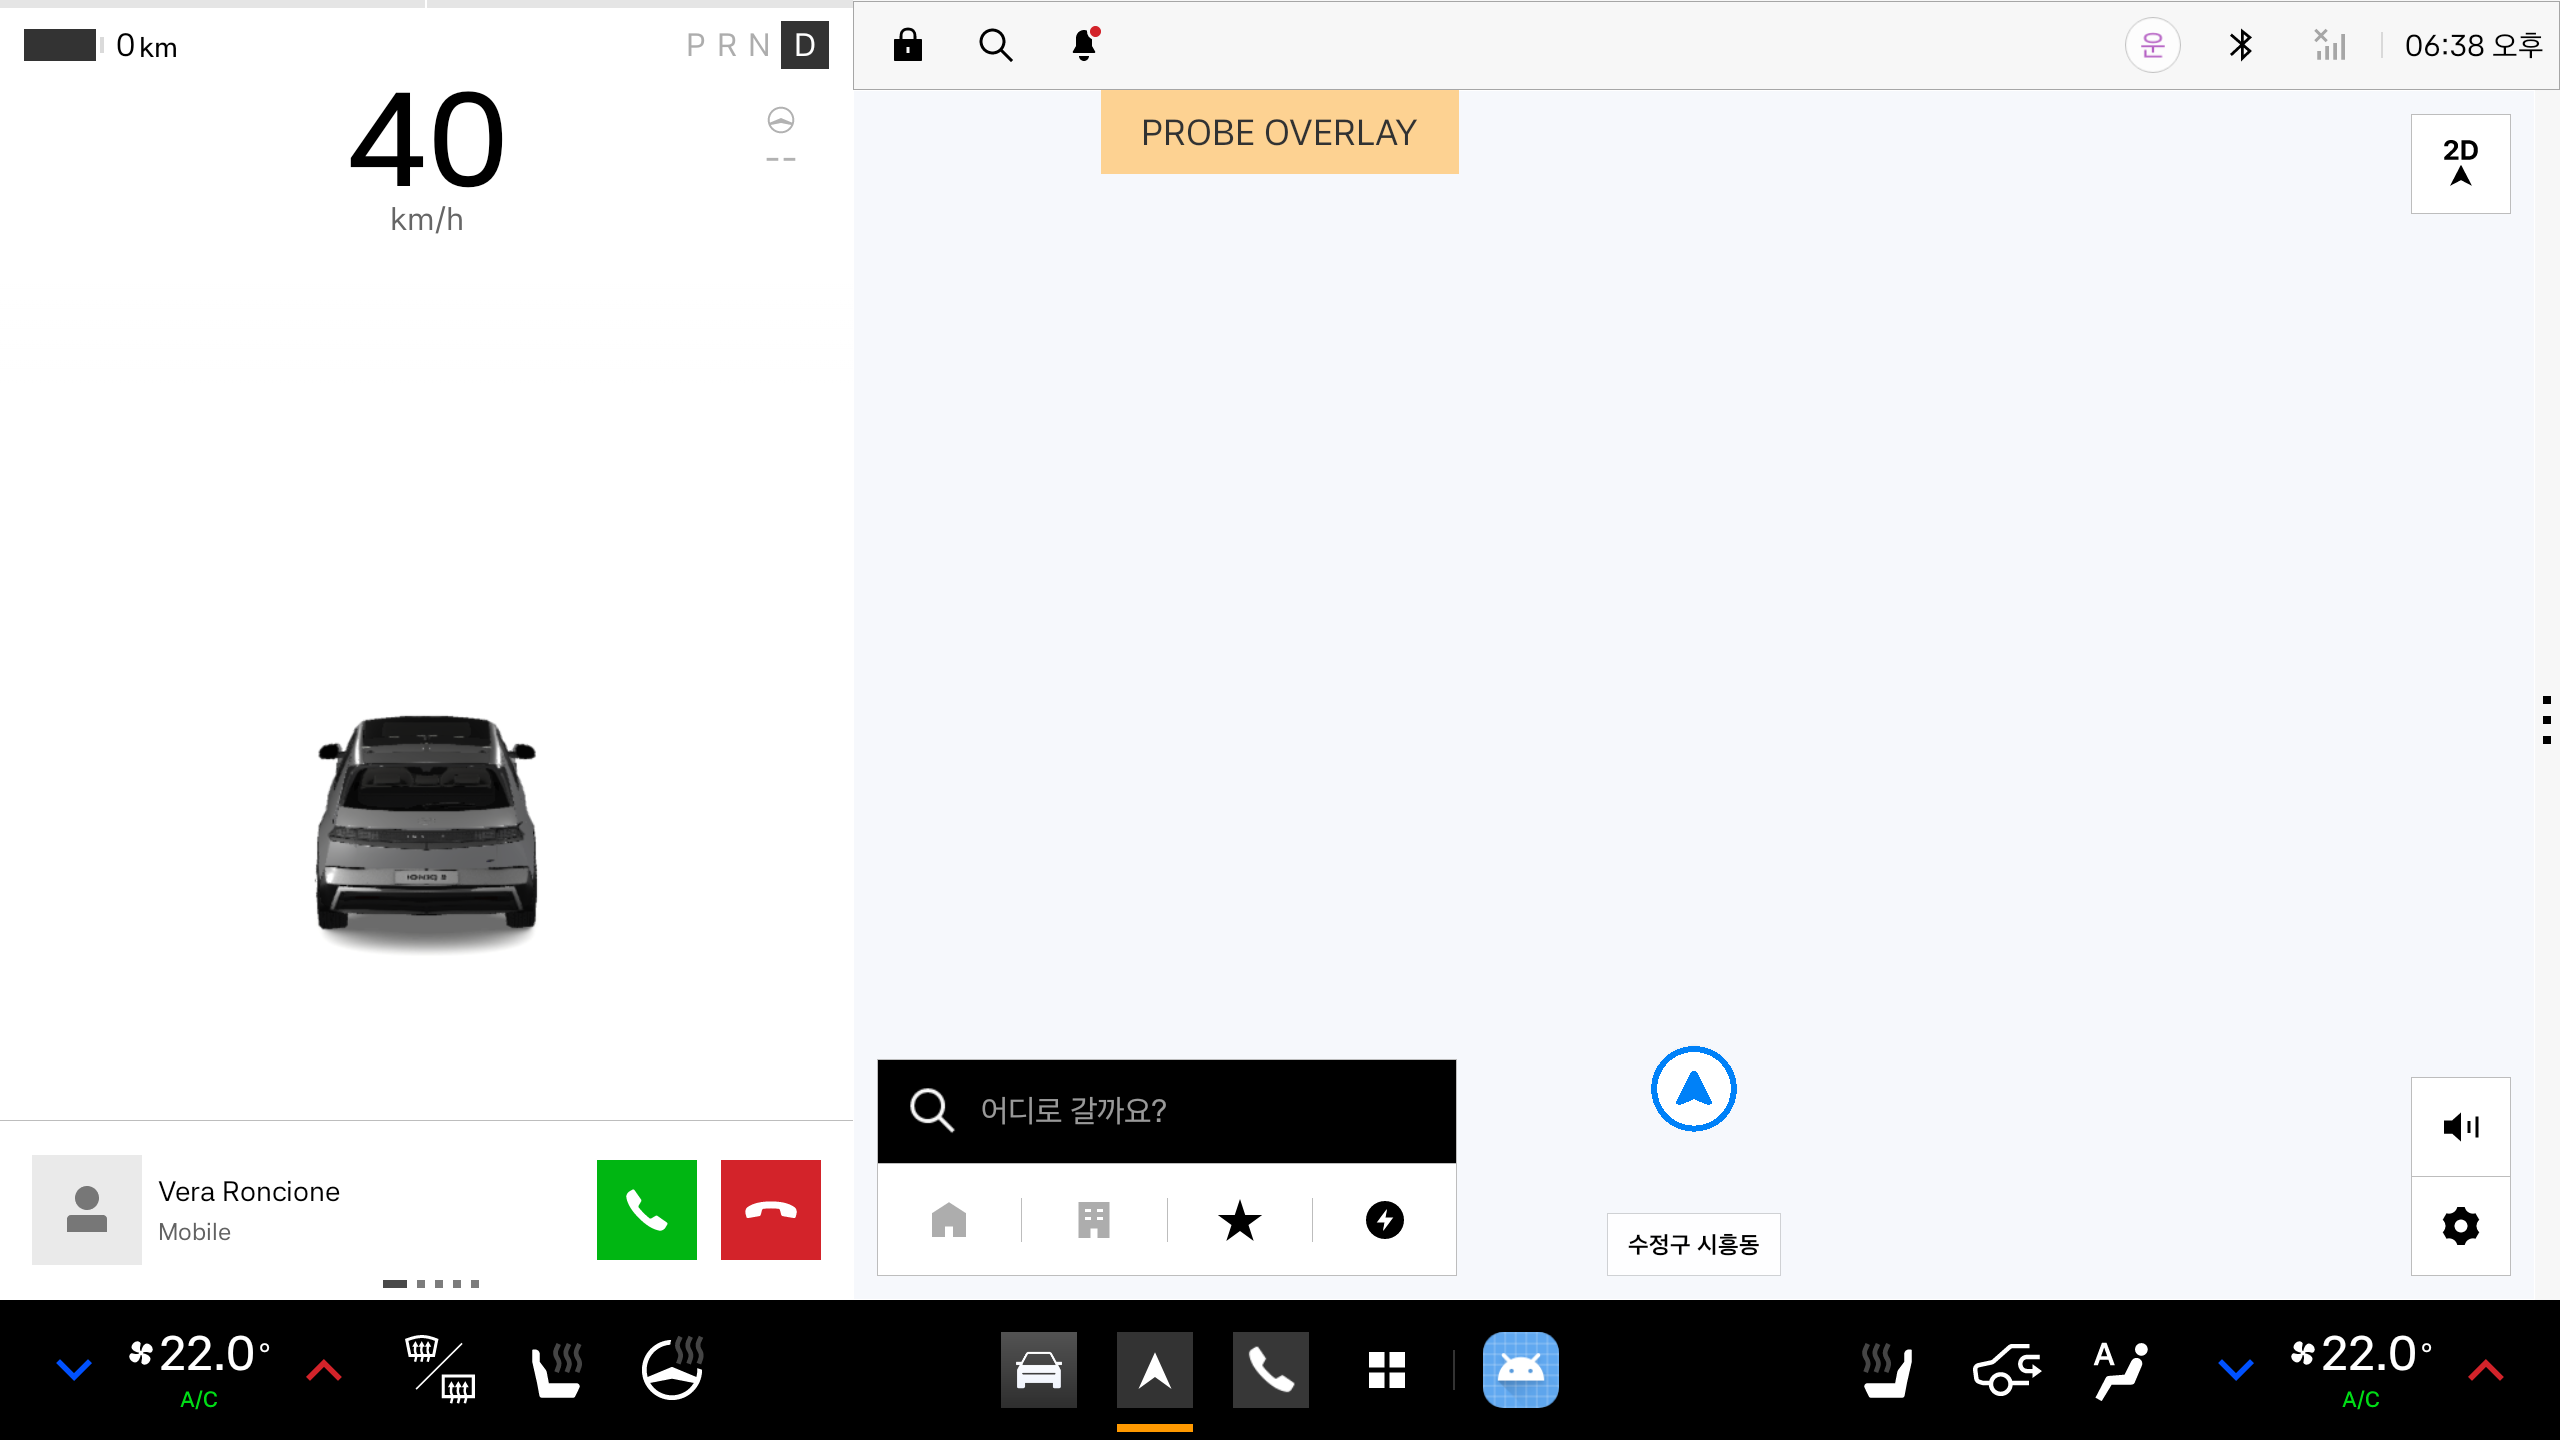 0 km
P R N D
40
km/h
--
운
06:38 오후
PROBE OVERLAY
2D
어디로 갈까요?
수정구 시흥동
Vera Roncione
Mobile
22.0°
A/C
A
22.0°
A/C